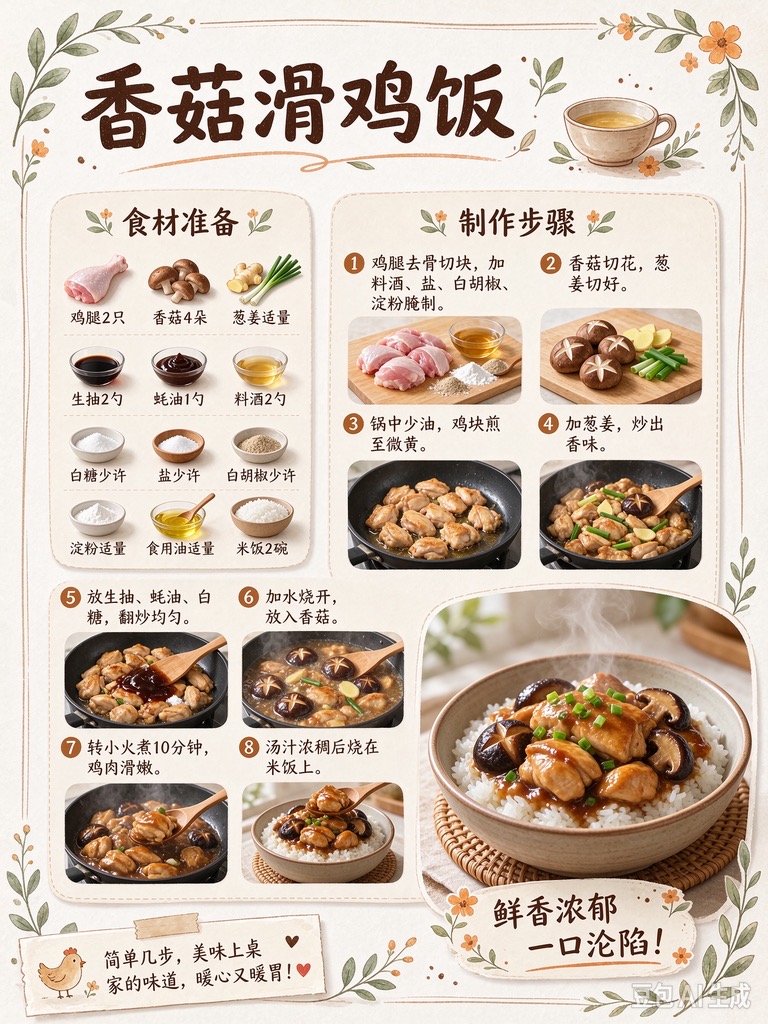 香菇滑鸡饭
食材准备
鸡腿2只
香菇4朵
葱姜适量
生抽2勺
蚝油1勺
料酒2勺
白糖少许
盐少许
白胡椒少许
淀粉适量
食用油适量
米饭2碗
制作步骤
1 鸡腿去骨切块，加
料酒、盐、白胡椒、
淀粉腌制。
2 香菇切花，葱
姜切好。
3 锅中少油，鸡块煎
至微黄。
4 加葱姜，炒出
香味。
5 放生抽、蚝油、白
糖，翻炒均匀。
6 加水烧开，
放入香菇。
7 转小火煮10分钟，
鸡肉滑嫩。
8 汤汁浓稠后烧在
米饭上。
鲜香浓郁
一口沦陷！
简单几步，美味上桌
家的味道，暖心又暖胃！
豆包AI生成